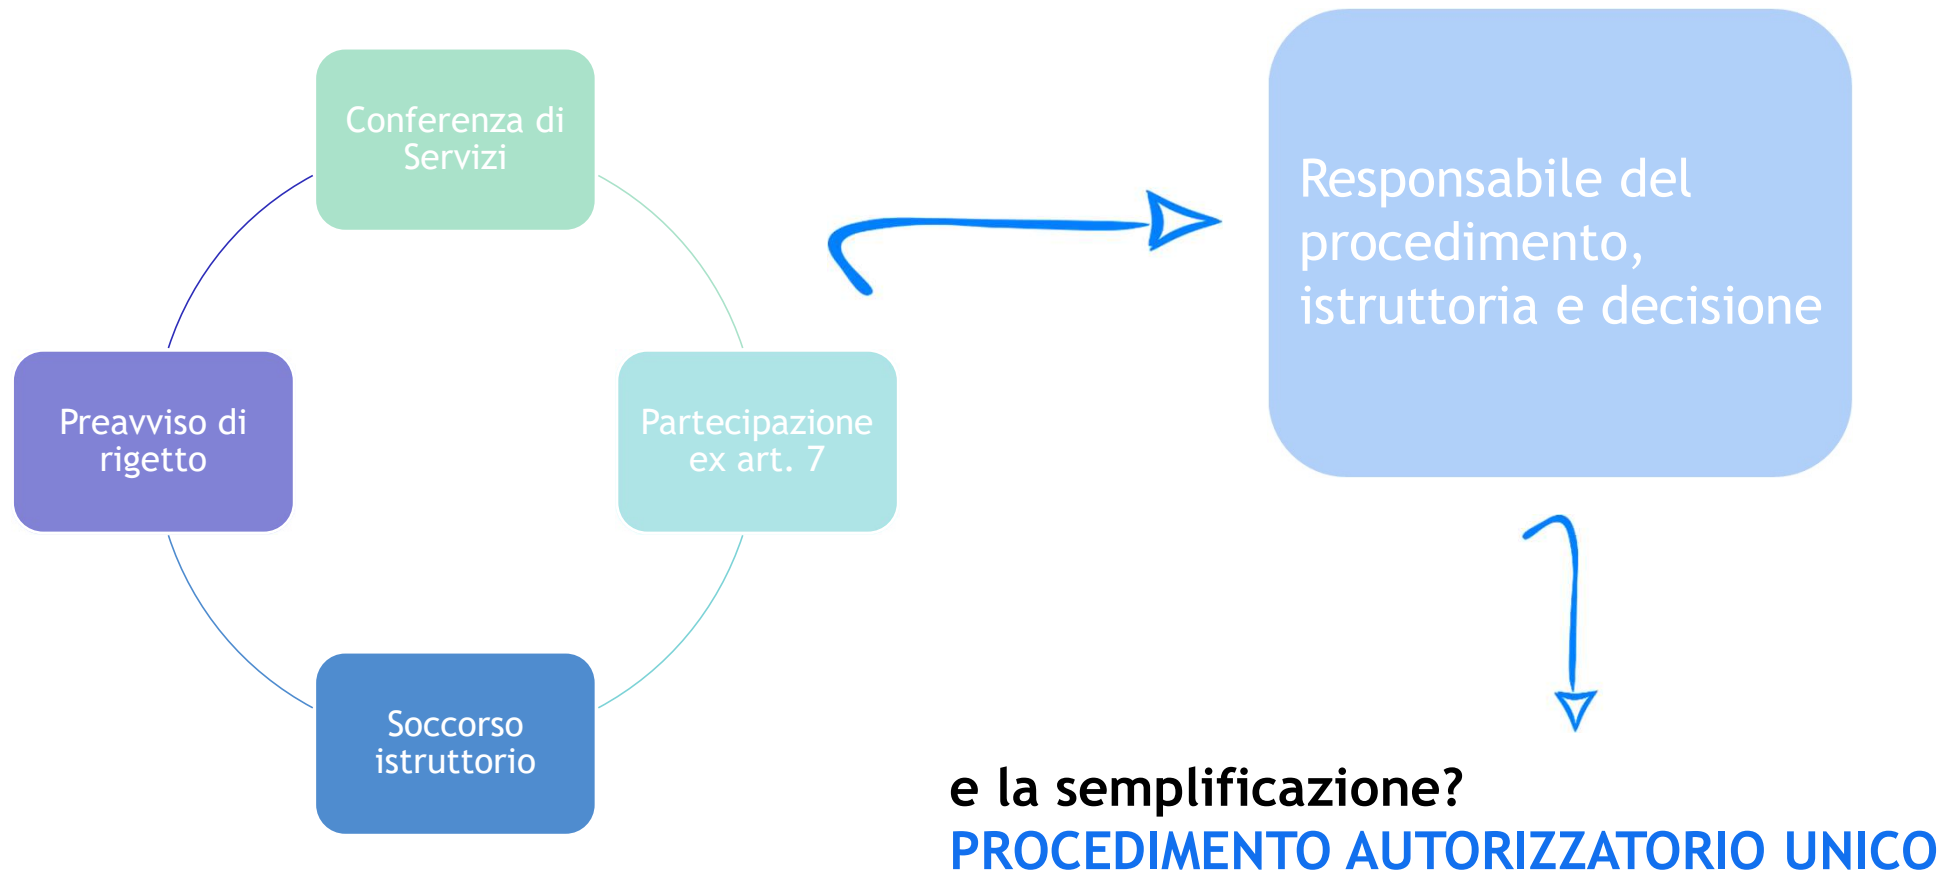 Conferenza di
Servizi
Partecipazione
ex art. 7
Soccorso
istruttorio
Preavviso di
rigetto
Responsabile del
procedimento,
istruttoria e decisione
e la semplificazione?
PROCEDIMENTO AUTORIZZATORIO UNICO